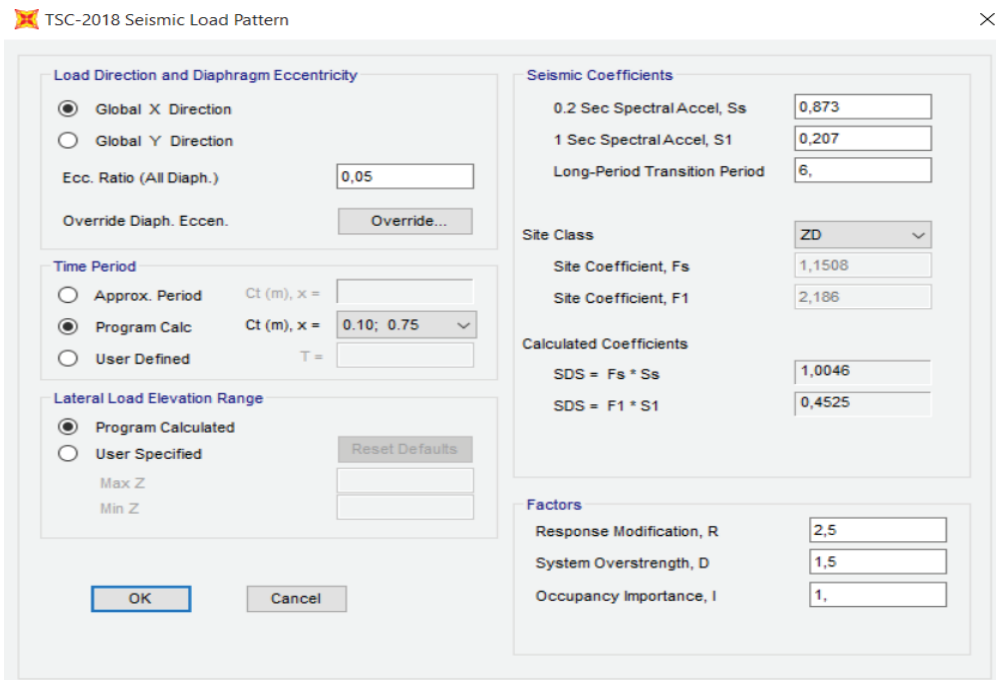 TSC-2018 Seismic Load Pattern
Load Direction and Diaphragm Eccentricity
Global X Direction
Global Y Direction
Ecc. Ratio (All Diaph.) 0,05
Override Diaph. Eccen. Override...
Time Period
Approx. Period Ct (m), x =
Program Calc Ct (m), x = 0.10; 0.75
User Defined T =
Lateral Load Elevation Range
Program Calculated
User Specified Reset Defaults
Max Z
Min Z
OK Cancel
Seismic Coefficients
0.2 Sec Spectral Accel, Ss 0,873
1 Sec Spectral Accel, S1 0,207
Long-Period Transition Period 6,
Site Class ZD
Site Coefficient, Fs 1,1508
Site Coefficient, F1 2,186
Calculated Coefficients
SDS = Fs * Ss 1,0046
SDS = F1 * S1 0,4525
Factors
Response Modification, R 2,5
System Overstrength, D 1,5
Occupancy Importance, I 1,